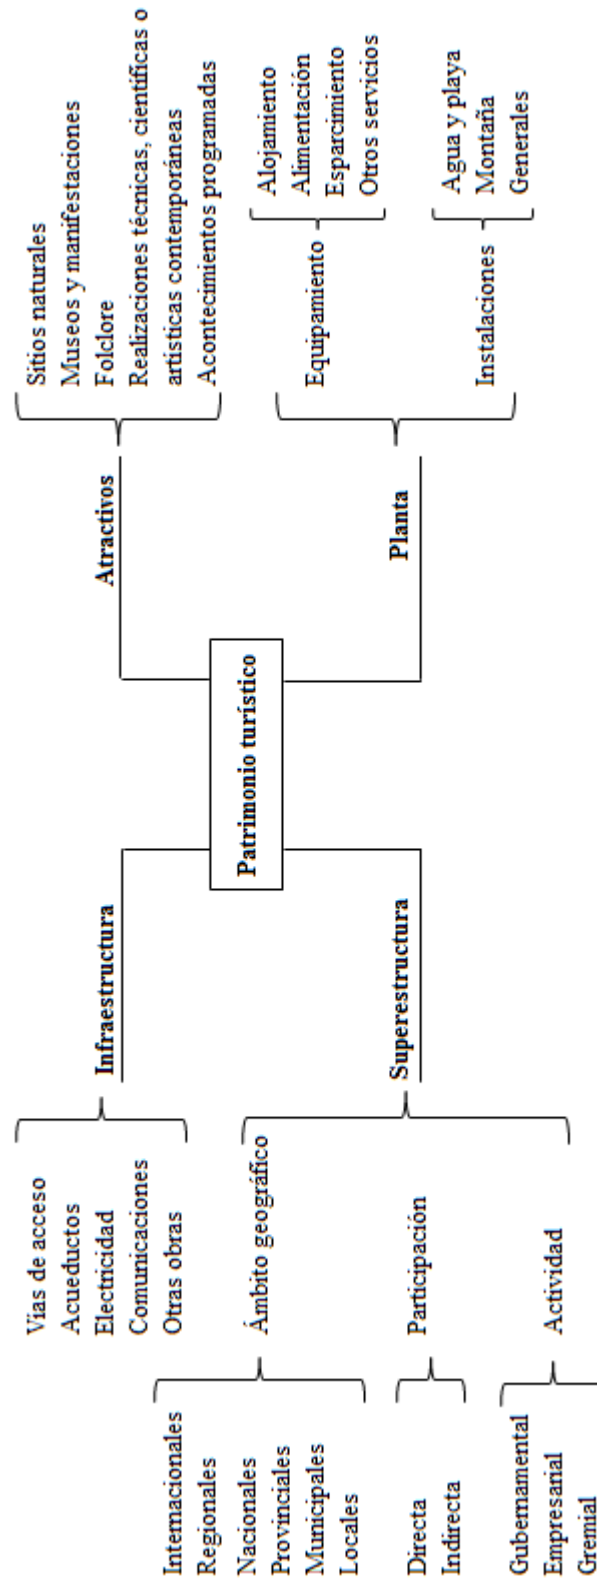 Vias de acceso
Acueductos
Electricidad
Comunicaciones
Otras obras
Infraestructura
Atractivos
Sitios naturales
Museos y manifestaciones
Folclore
Realizaciones técnicas, científicas o
artísticas contemporáneas
Acontecimientos programadas
Patrimonio turístico
Internacionales
Regionales
Nacionales
Provinciales
Municipales
Locales
Ámbito geográfico
Directa
Indirecta
Participación
Gubernamental
Empresarial
Gremial
Actividad
Superestructura
Planta
Equipamiento
Alojamiento
Alimentación
Esparcimiento
Otros servicios
Instalaciones
Agua y playa
Montaña
Generales